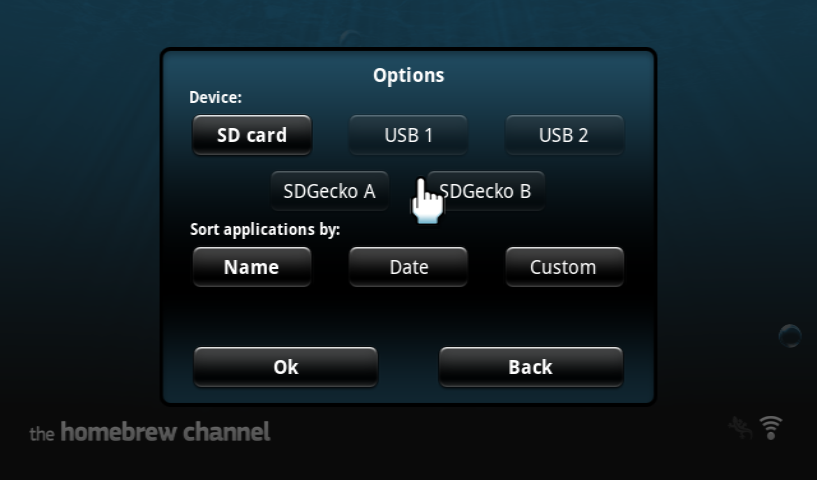 Options
Device:
SD card USB 1 USB 2
SDGecko A SDGecko B
Sort applications by:
Name Date Custom
Ok Back
the homebrew channel